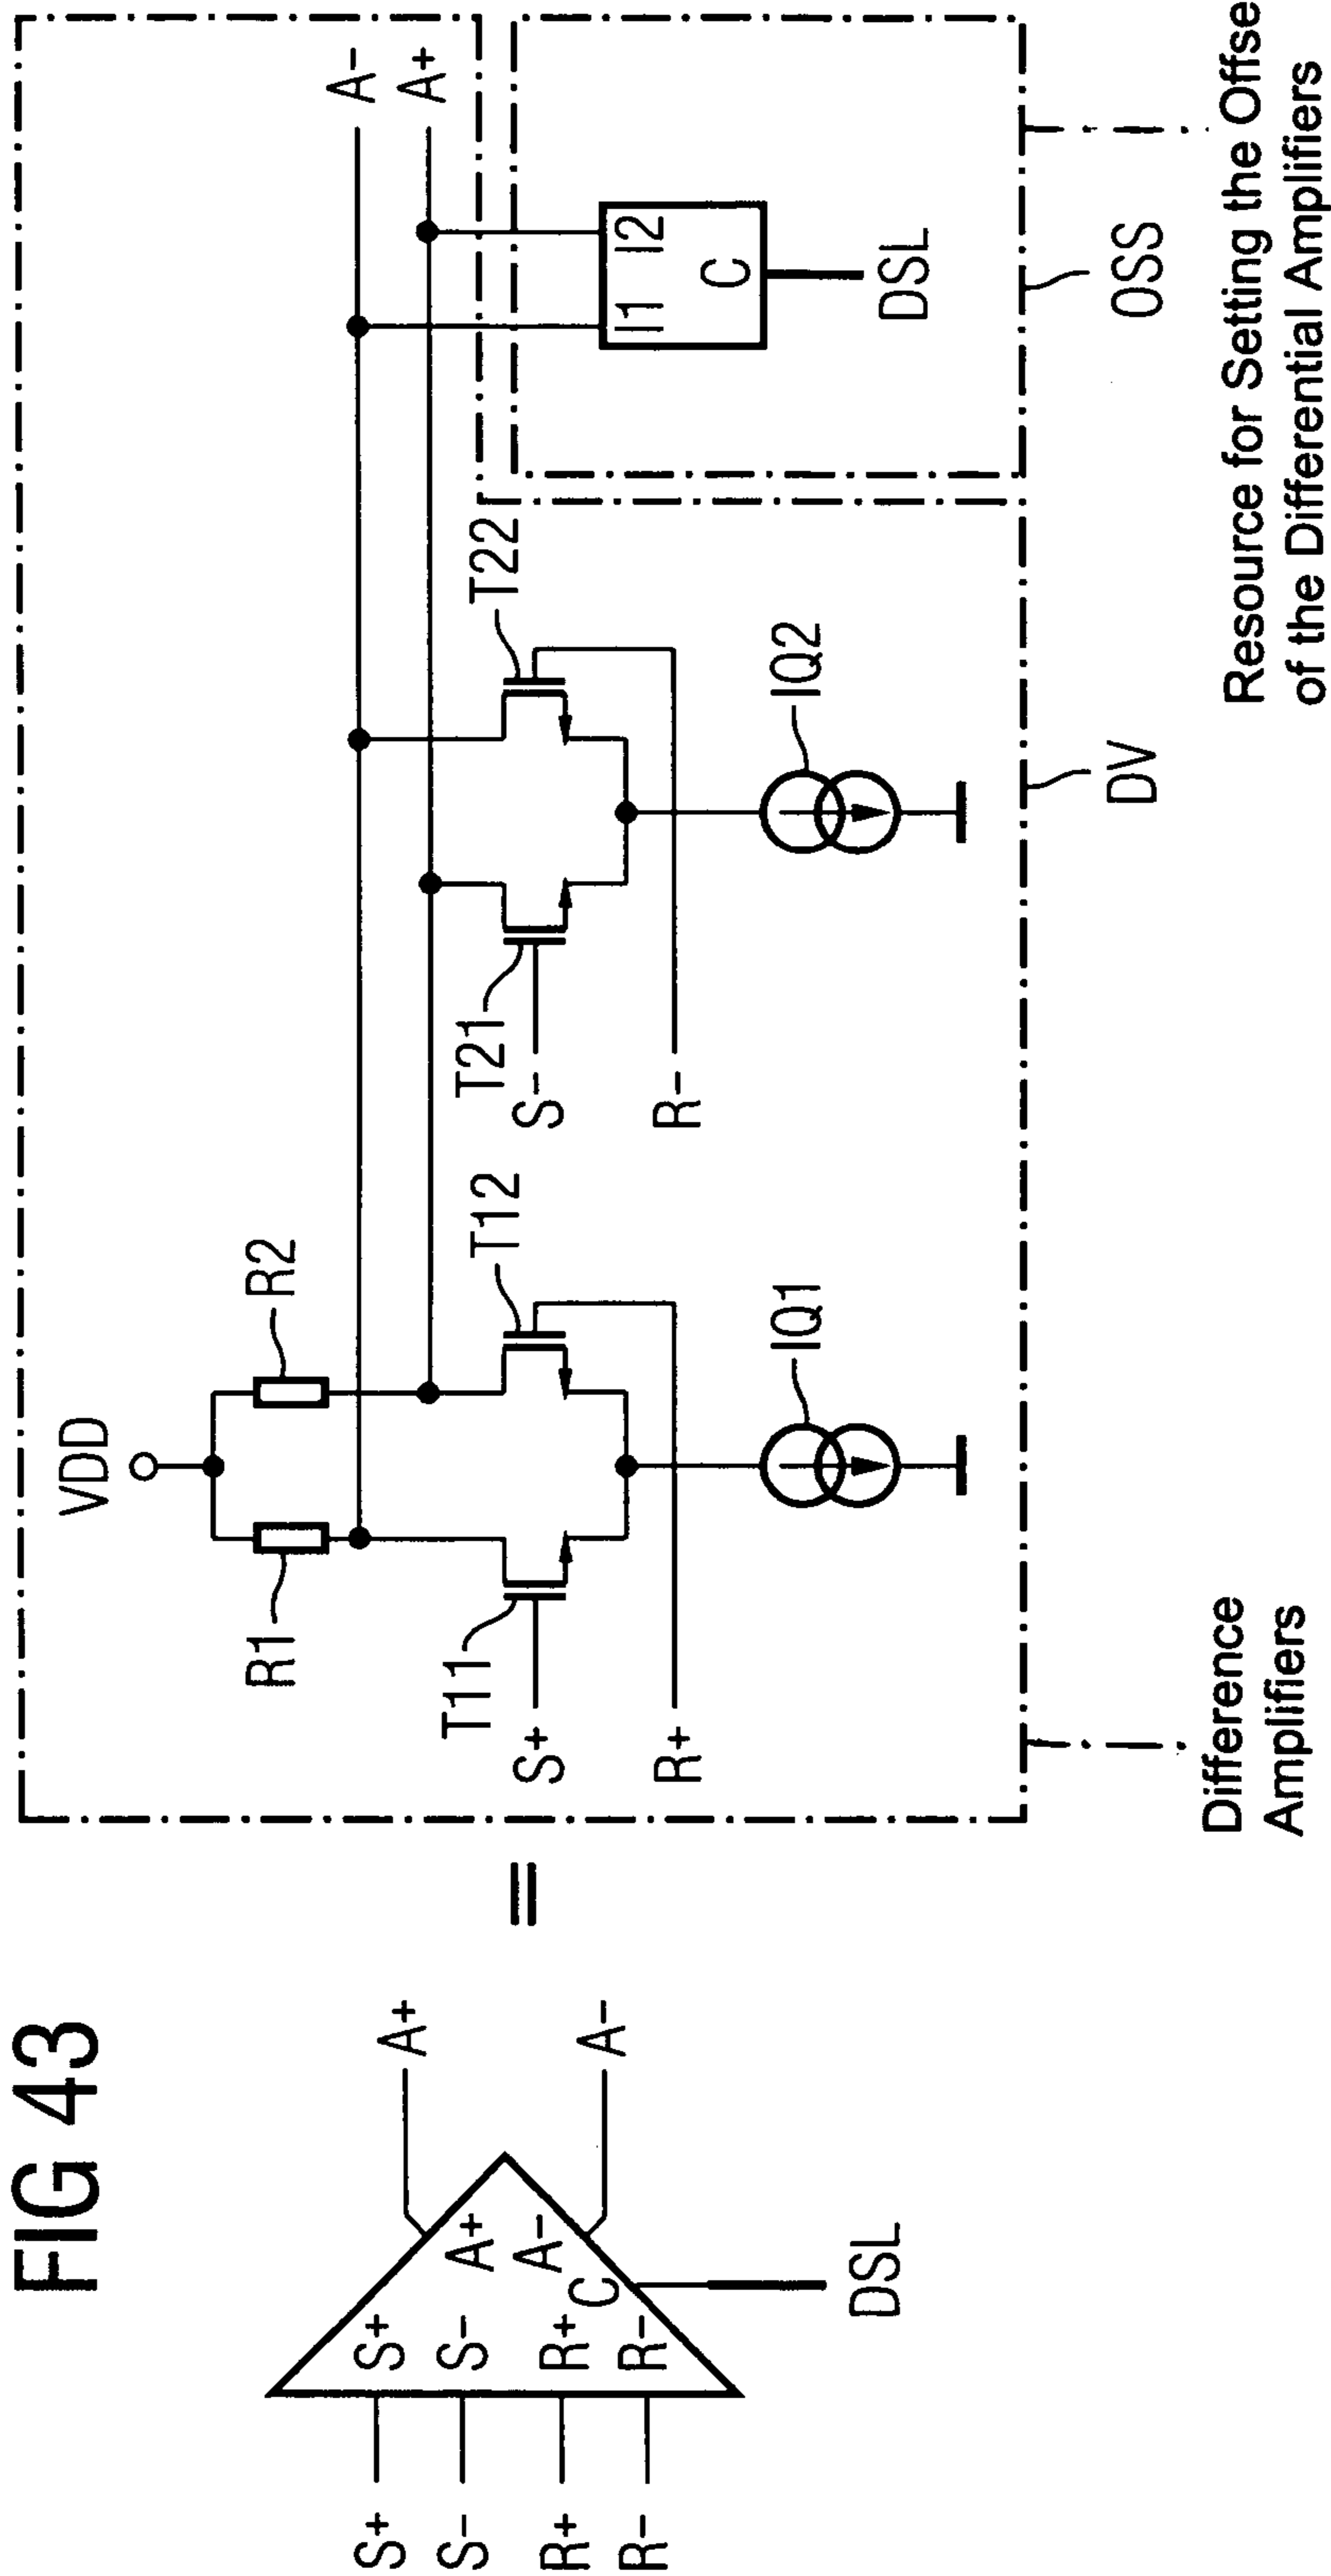 FIG 43
S+
S-
R+
R-
S+
S-
R+
R-
A+
A-
C
A+
A-
DSL
=
VDD
R1
R2
A-
A+
T11
T12
S+
R+
IQ1
T21
T22
S-
R-
IQ2
I1 I2
C
DSL
DV
OSS
Difference
Amplifiers
Resource for Setting the Offse
of the Differential Amplifiers